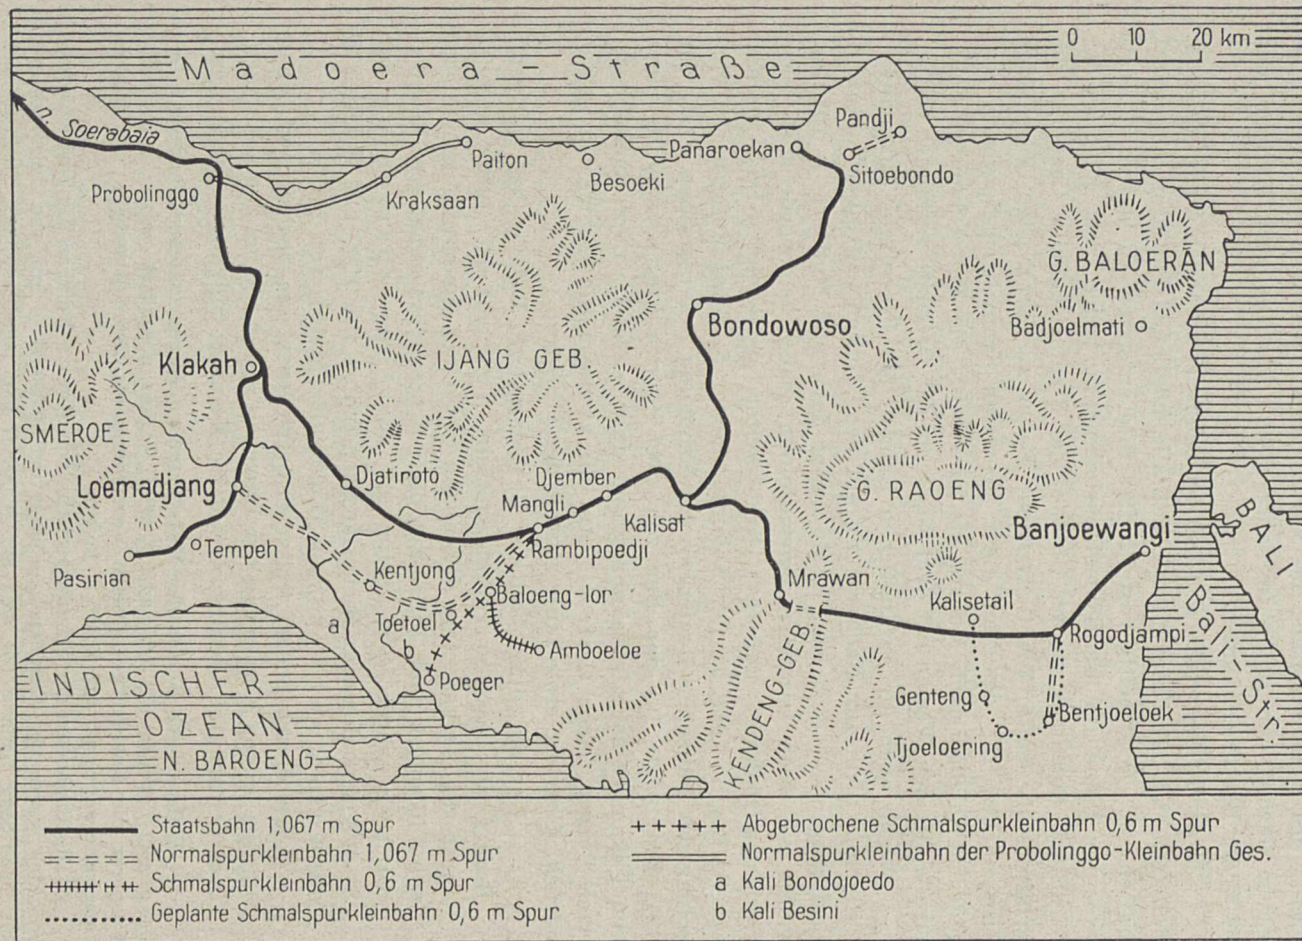 0 10 20 km
Madoera-Straße
n. Soerabaia
Pandji
Paiton
Panaroekan
Probolinggo
Kraksaan
Besoeki
Sitoebondo
G. BALOERAN
Bondowoso
Badjoelmati
Klakah
IJANG GEB.
SMEROE
Loemadjang
Djatiroto
Djember
Mangli
Kalisat
G. RAOENG
BALI
Banjoewangi
Tempeh
Rambipoedji
Pasirian
Kentjong
Baloeng-lor
Mrawan
Kalisetail
Toetoel
a
b
Amboeloe
Rogodjampi
Bali-Str.
INDISCHER
OZEAN
Poeger
KENDENG-GEB.
Genteng
Bentjoeloek
Tjoeloering
N. BAROENG
Staatsbahn 1,067 m Spur
Normalspurkleinbahn 1,067 m Spur
Schmalspurkleinbahn 0,6 m Spur
Geplante Schmalspurkleinbahn 0,6 m Spur
Abgebrochene Schmalspurkleinbahn 0,6 m Spur
Normalspurkleinbahn der Probolinggo-Kleinbahn Ges.
a Kali Bondojoedo
b Kali Besini